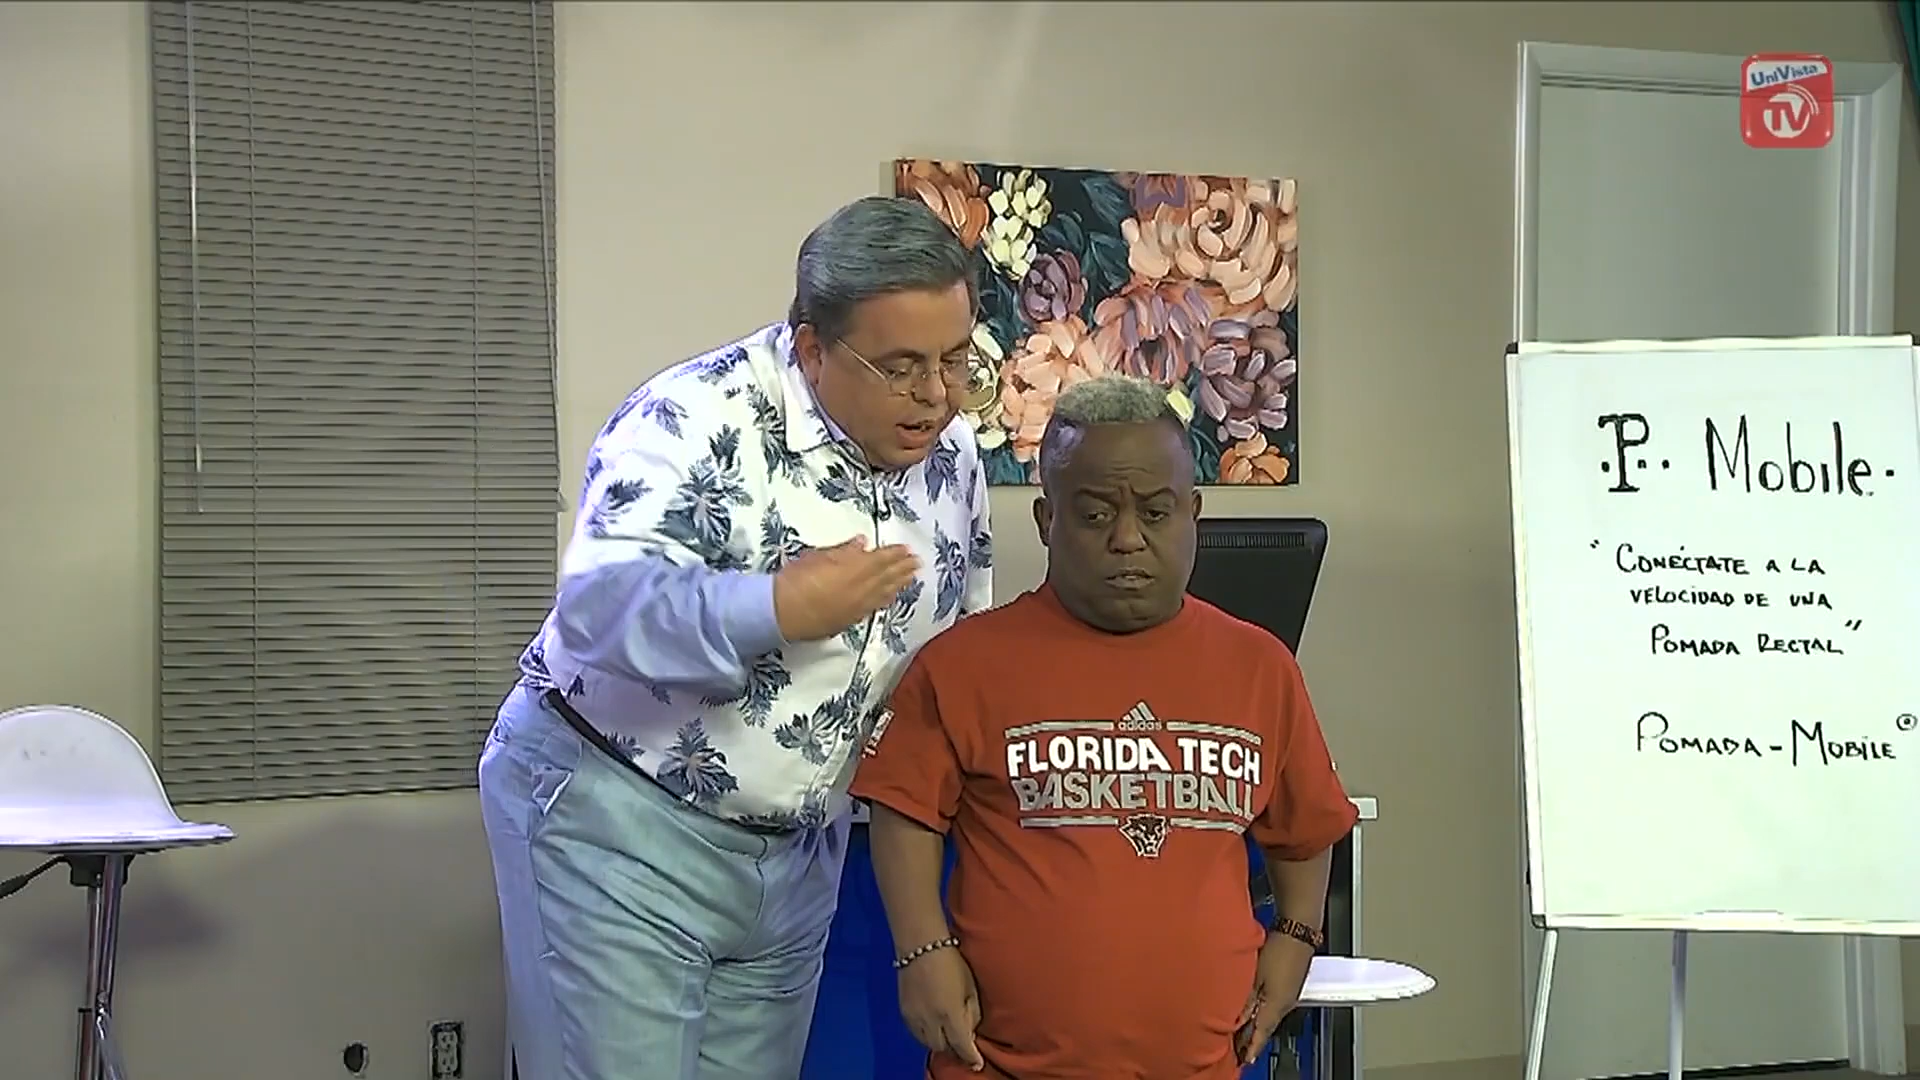 UniVista
TV
P. Mobile.
"CONÉCTATE A LA
VELOCIDAD DE UNA
POMADA RECTAL"
POMADA-MOBILE
adidas
FLORIDA TECH
BASKETBALL